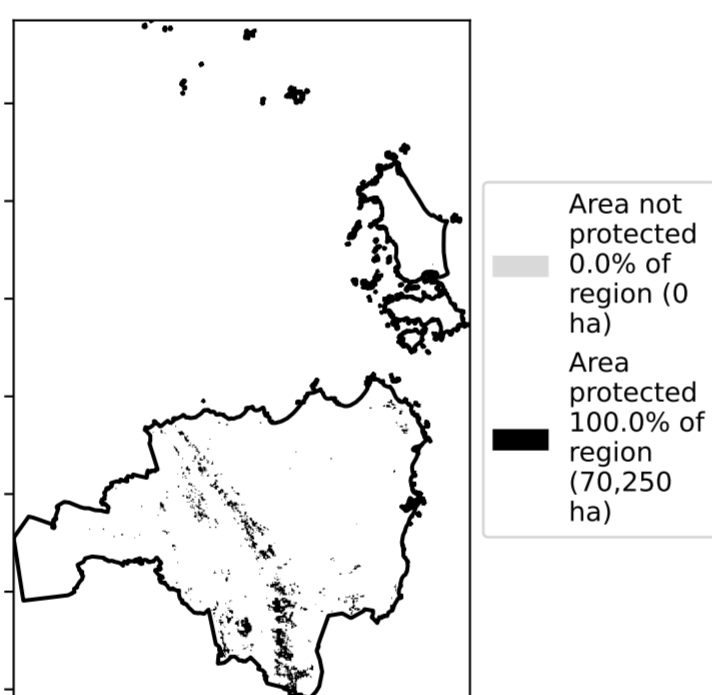 Area not
protected
0.0% of
region (0
ha)
Area
protected
100.0% of
region
(70,250
ha)